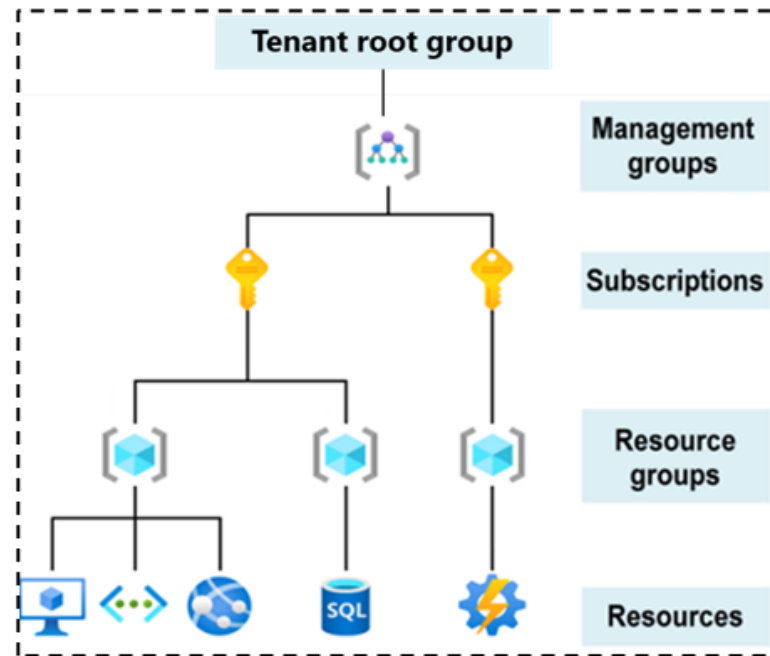 Tenant root group
Management
groups
Subscriptions
Resource
groups
SQL
Resources